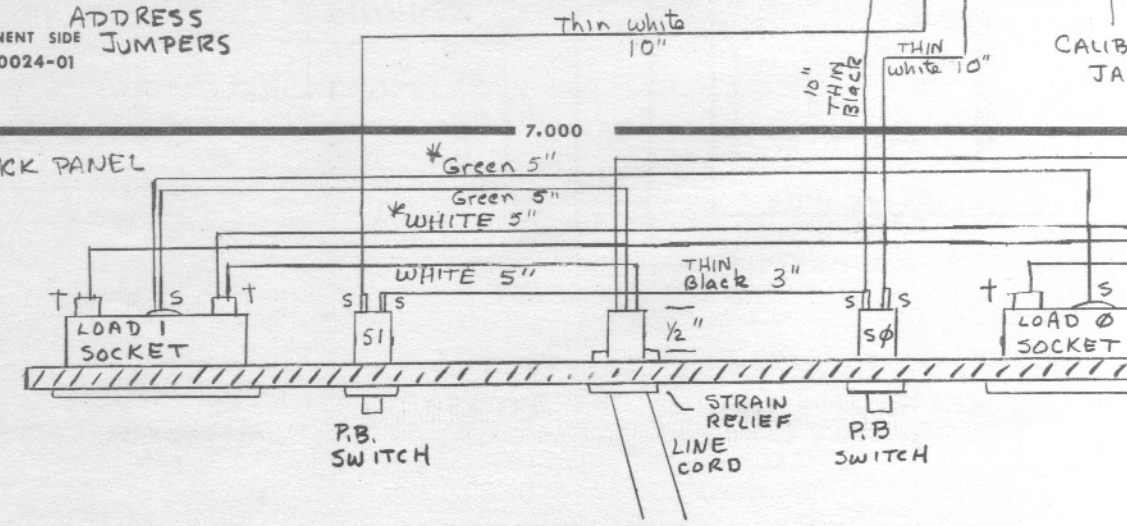 ADDRESS
JUMPERS
NENT SIDE
0024-01
Thin white
10"
10"
THIN
Black
THIN
white 10"
CALIB
JA
7.000
CK PANEL
*Green 5"
Green 5"
*WHITE 5"
WHITE 5"
THIN
Black 3"
† S †
S S
S S
† S
LOAD 1
SOCKET
S1
1/2"
SØ
LOAD Ø
SOCKET
STRAIN
RELIEF
P.B.
SWITCH
LINE
CORD
P.B
SWITCH